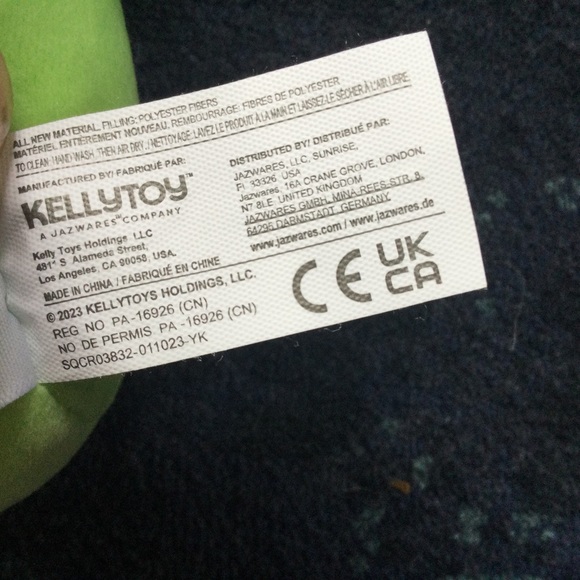 ALL NEW MATERIAL, FILLING: POLYESTER FIBERS
MATÉRIEL ENTIÈREMENT NOUVEAU, REMBOURRAGE: FIBRES DE POLYESTER
TO CLEAN: HAND WASH THEN AIR DRY. / NETTOYAGE: LAVEZ LE PRODUIT À LA MAIN ET LAISSEZ-LE SÉCHER À L'AIR LIBRE.
MANUFACTURED BY/ FABRIQUÉ PAR:
KELLYTOY™
A JAZWARES COMPANY
Kelly Toys Holdings LLC
4811 S Alameda Street,
Los Angeles, CA 90058, USA.
DISTRIBUTED BY/ DISTRIBUÉ PAR:
JAZWARES, LLC, SUNRISE,
Fl 33326 USA
Jazwares, 16A CRANE GROVE, LONDON,
N7 8LE UNITED KINGDOM
JAZWARES GMBH, MINA-REES-STR. 8,
64295 DARMSTADT, GERMANY.
MADE IN CHINA / FABRIQUÉ EN CHINE
www.jazwares.com / www.jazwares.de
© 2023 KELLYTOYS HOLDINGS, LLC.
REG NO PA-16926 (CN)
NO DE PERMIS PA -16926 (CN)
SQCR03832-011023-YK
CE
UK
CA